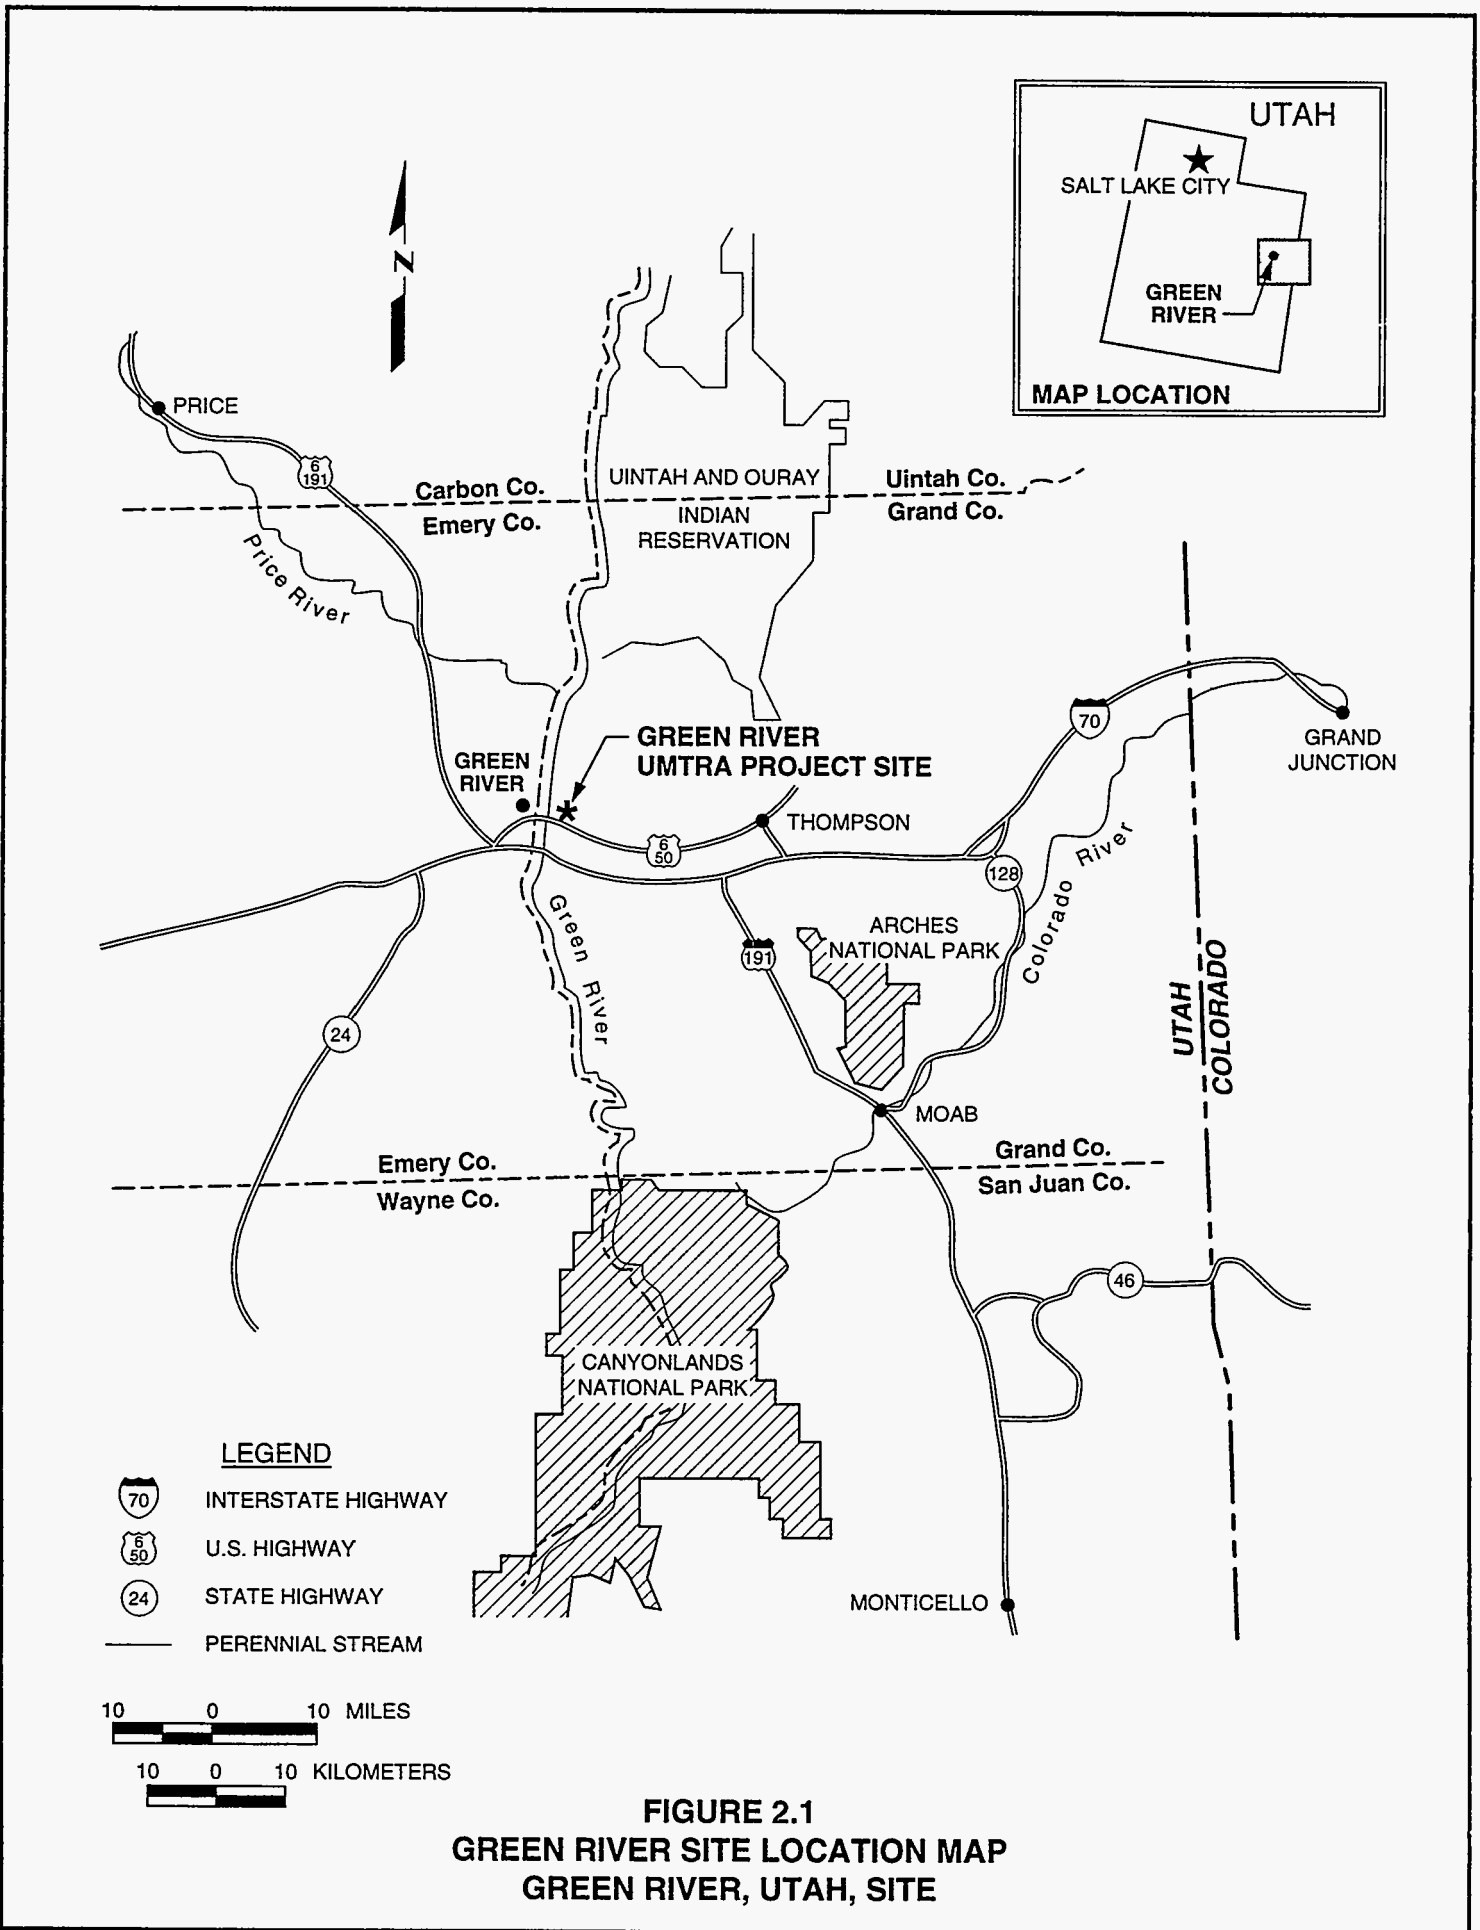 UTAH
SALT LAKE CITY
GREEN
RIVER
MAP LOCATION
N
PRICE
6
191
Carbon Co.
Emery Co.
UINTAH AND OURAY
INDIAN
RESERVATION
Uintah Co.
Grand Co.
Price River
70
GRAND
JUNCTION
GREEN RIVER
UMTRA PROJECT SITE
GREEN
RIVER
THOMPSON
6
50
128
Colorado River
Green River
ARCHES
NATIONAL PARK
191
24
UTAH
COLORADO
MOAB
Emery Co.
Wayne Co.
Grand Co.
San Juan Co.
46
CANYONLANDS
NATIONAL PARK
MONTICELLO
LEGEND
70 INTERSTATE HIGHWAY
6
50 U.S. HIGHWAY
24 STATE HIGHWAY
PERENNIAL STREAM
10 0 10 MILES
10 0 10 KILOMETERS
FIGURE 2.1
GREEN RIVER SITE LOCATION MAP
GREEN RIVER, UTAH, SITE